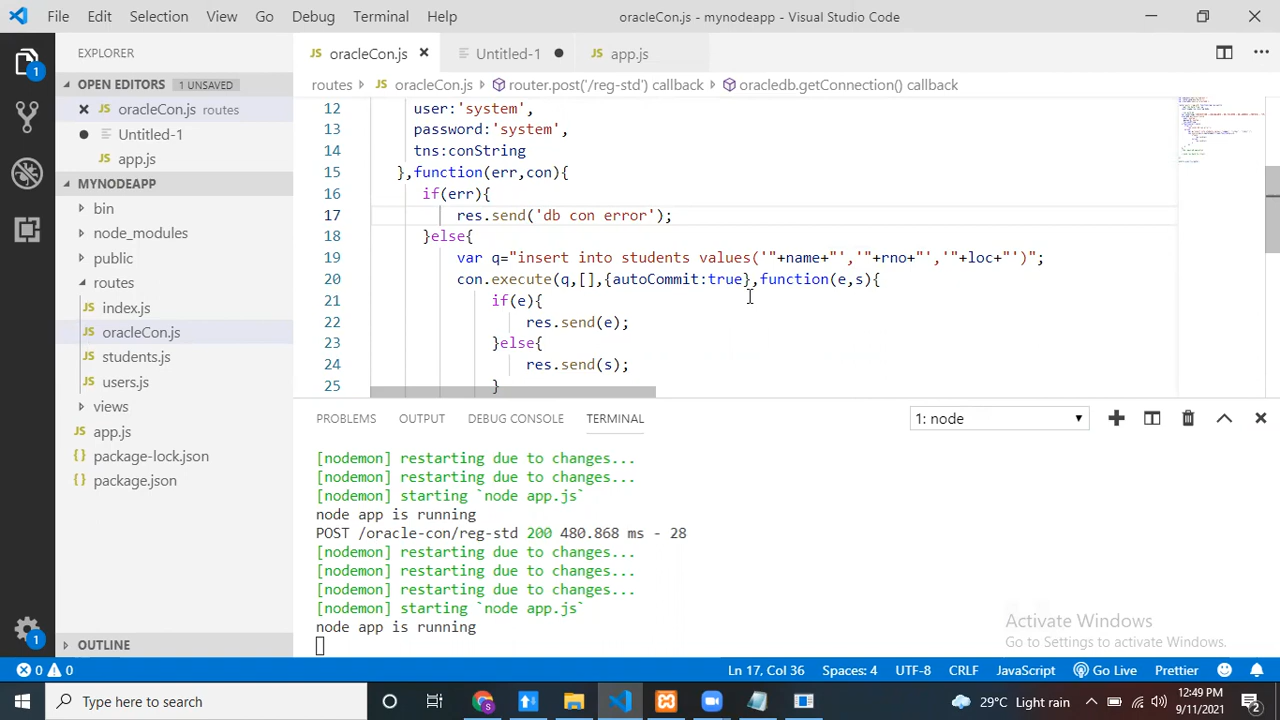 File Edit Selection View Go Debug Terminal Help oracleCon.js - mynodeapp - Visual Studio Code
EXPLORER
OPEN EDITORS 1 UNSAVED
oracleCon.js routes
Untitled-1
app.js
MYNODEAPP
bin
node_modules
public
routes
index.js
oracleCon.js
students.js
users.js
views
app.js
package-lock.json
package.json
OUTLINE
1
1
JS oracleCon.js Untitled-1 JS app.js
routes JS oracleCon.js router.post('/reg-std') callback oracledb.getConnection() callback
12 user:'system',
13 password:'system',
14 tns:conString
15 },function(err,con){
16 if(err){
17 res.send('db con error');
18 }else{
19 var q="insert into students values('"+name+"','"+rno+"','"+loc+"')";
20 con.execute(q,[],{autoCommit:true},function(e,s){
21 if(e){
22 res.send(e);
23 }else{
24 res.send(s);
25 }
PROBLEMS OUTPUT DEBUG CONSOLE TERMINAL 1: node
[nodemon] restarting due to changes...
[nodemon] restarting due to changes...
[nodemon] starting `node app.js`
node app is running
POST /oracle-con/reg-std 200 480.868 ms - 28
[nodemon] restarting due to changes...
[nodemon] restarting due to changes...
[nodemon] restarting due to changes...
[nodemon] starting `node app.js`
node app is running
Activate Windows
Go to Settings to activate Windows.
0 0 Ln 17, Col 36 Spaces: 4 UTF-8 CRLF JavaScript Go Live Prettier
Type here to search 29°C Light rain 12:49 PM
9/11/2021 2